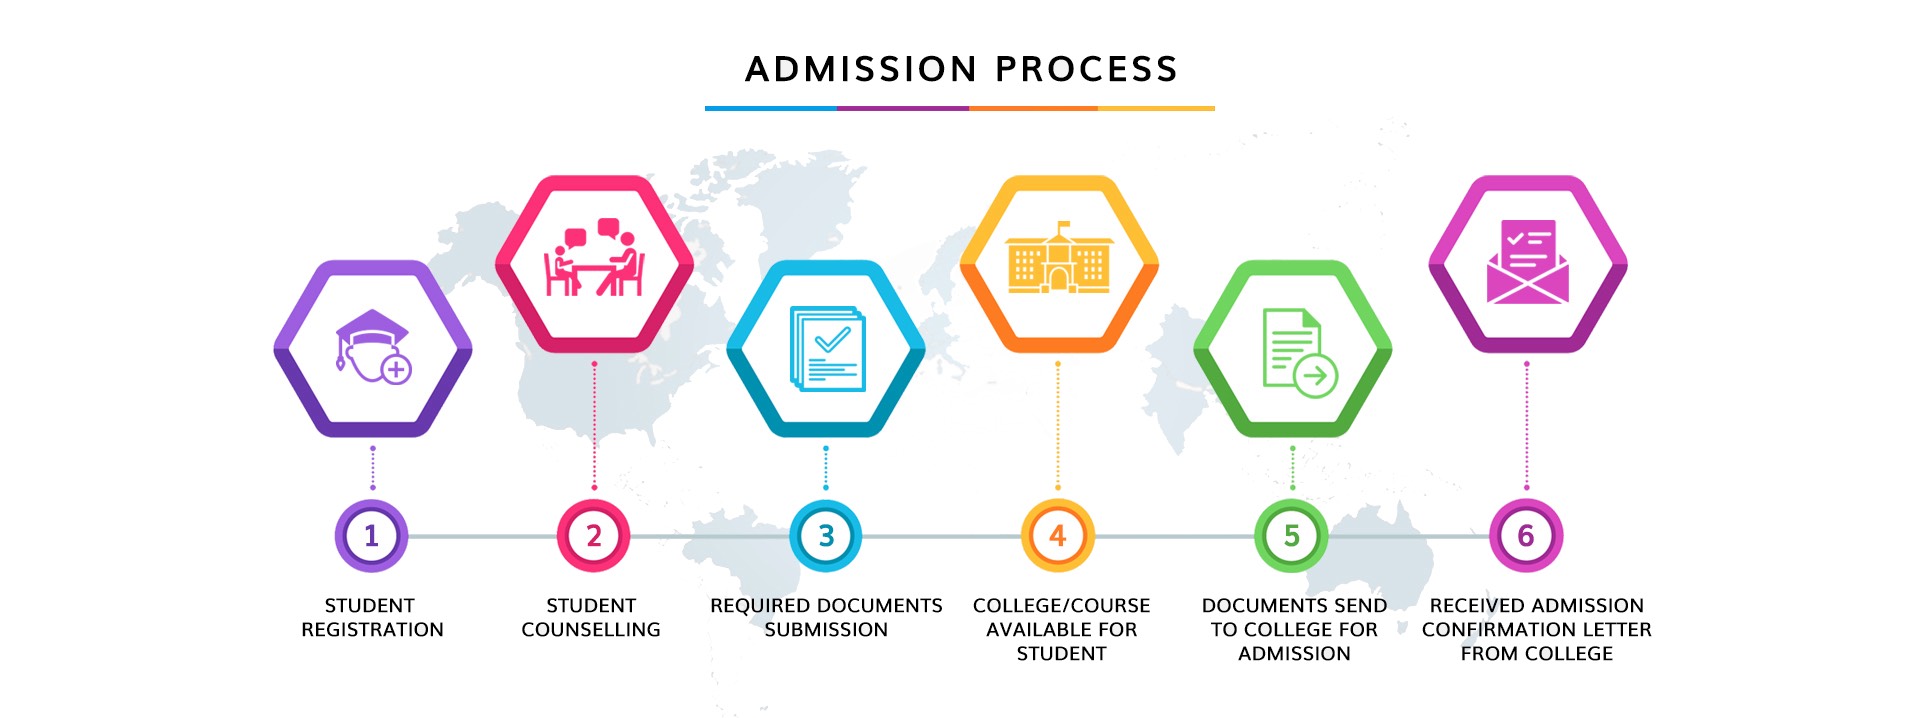 ADMISSION PROCESS
1
2
3
4
5
6
STUDENT
REGISTRATION
STUDENT
COUNSELLING
REQUIRED DOCUMENTS
SUBMISSION
COLLEGE/COURSE
AVAILABLE FOR
STUDENT
DOCUMENTS SEND
TO COLLEGE FOR
ADMISSION
RECEIVED ADMISSION
CONFIRMATION LETTER
FROM COLLEGE